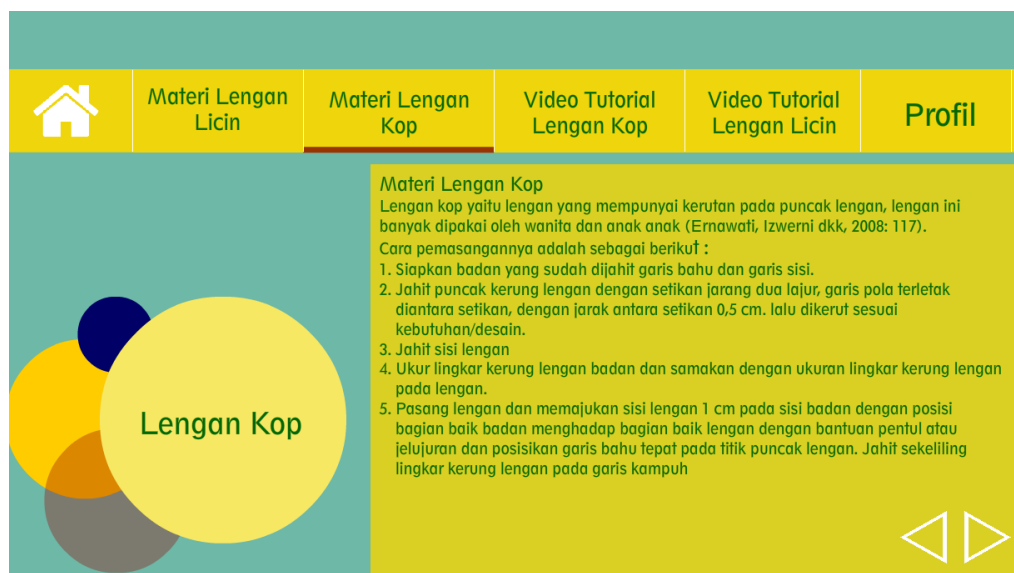 Materi Lengan
Licin
Materi Lengan
Kop
Video Tutorial
Lengan Kop
Video Tutorial
Lengan Licin
Profil
Lengan Kop
Materi Lengan Kop
Lengan kop yaitu lengan yang mempunyai kerutan pada puncak lengan, lengan ini
banyak dipakai oleh wanita dan anak anak (Ernawati, Izwerni dkk, 2008: 117).
Cara pemasangannya adalah sebagai berikut :
1. Siapkan badan yang sudah dijahit garis bahu dan garis sisi.
2. Jahit puncak kerung lengan dengan setikan jarang dua lajur, garis pola terletak
diantara setikan, dengan jarak antara setikan 0,5 cm. lalu dikerut sesuai
kebutuhan/desain.
3. Jahit sisi lengan
4. Ukur lingkar kerung lengan badan dan samakan dengan ukuran lingkar kerung lengan
pada lengan.
5. Pasang lengan dan memajukan sisi lengan 1 cm pada sisi badan dengan posisi
bagian baik badan menghadap bagian baik lengan dengan bantuan pentul atau
jelujuran dan posisikan garis bahu tepat pada titik puncak lengan. Jahit sekeliling
lingkar kerung lengan pada garis kampuh